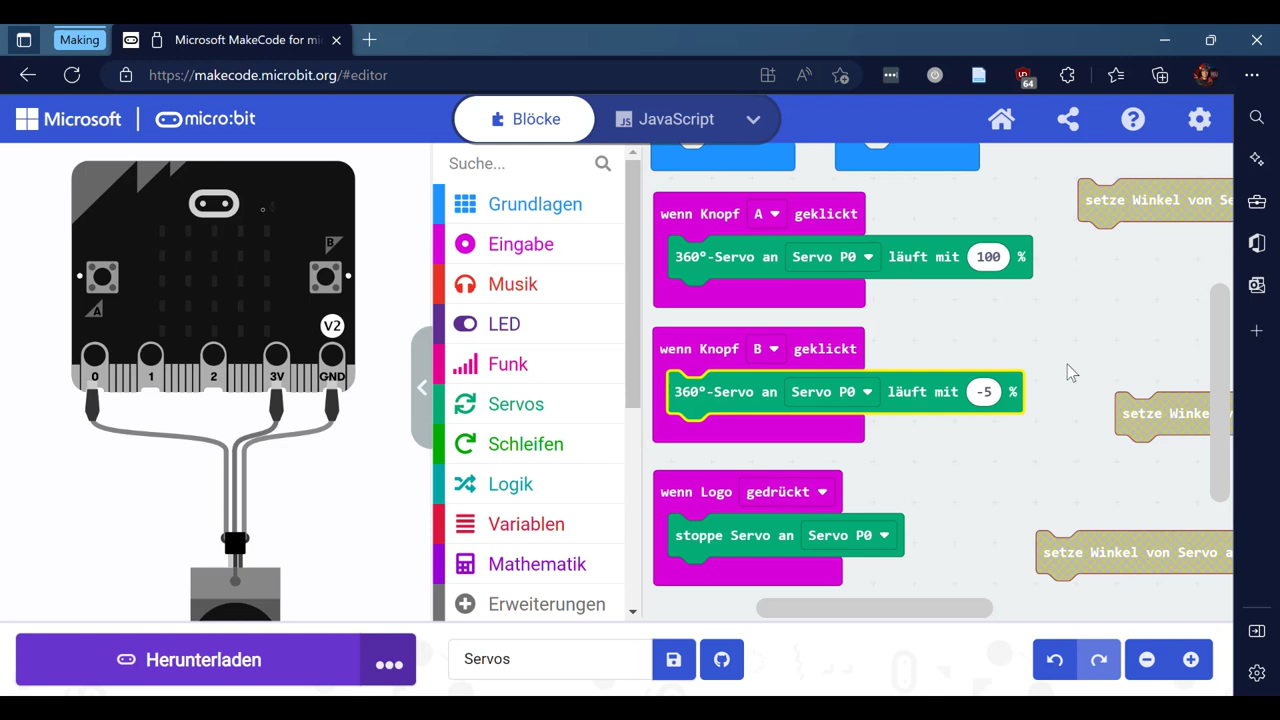 Making
Microsoft MakeCode for mi
https://makecode.microbit.org/#editor
64
Microsoft
micro:bit
Blöcke
JS JavaScript
Suche...
Grundlagen
Eingabe
Musik
LED
Funk
Servos
Schleifen
Logik
Variablen
Mathematik
Erweiterungen
B
A
V2
0 1 2 3V GND
wenn Knopf A geklickt
360°-Servo an Servo P0 läuft mit 100 %
wenn Knopf B geklickt
360°-Servo an Servo P0 läuft mit -5 %
wenn Logo gedrückt
stoppe Servo an Servo P0
setze Winkel von Se
setze Winke
setze Winkel von Servo a
Herunterladen
Servos